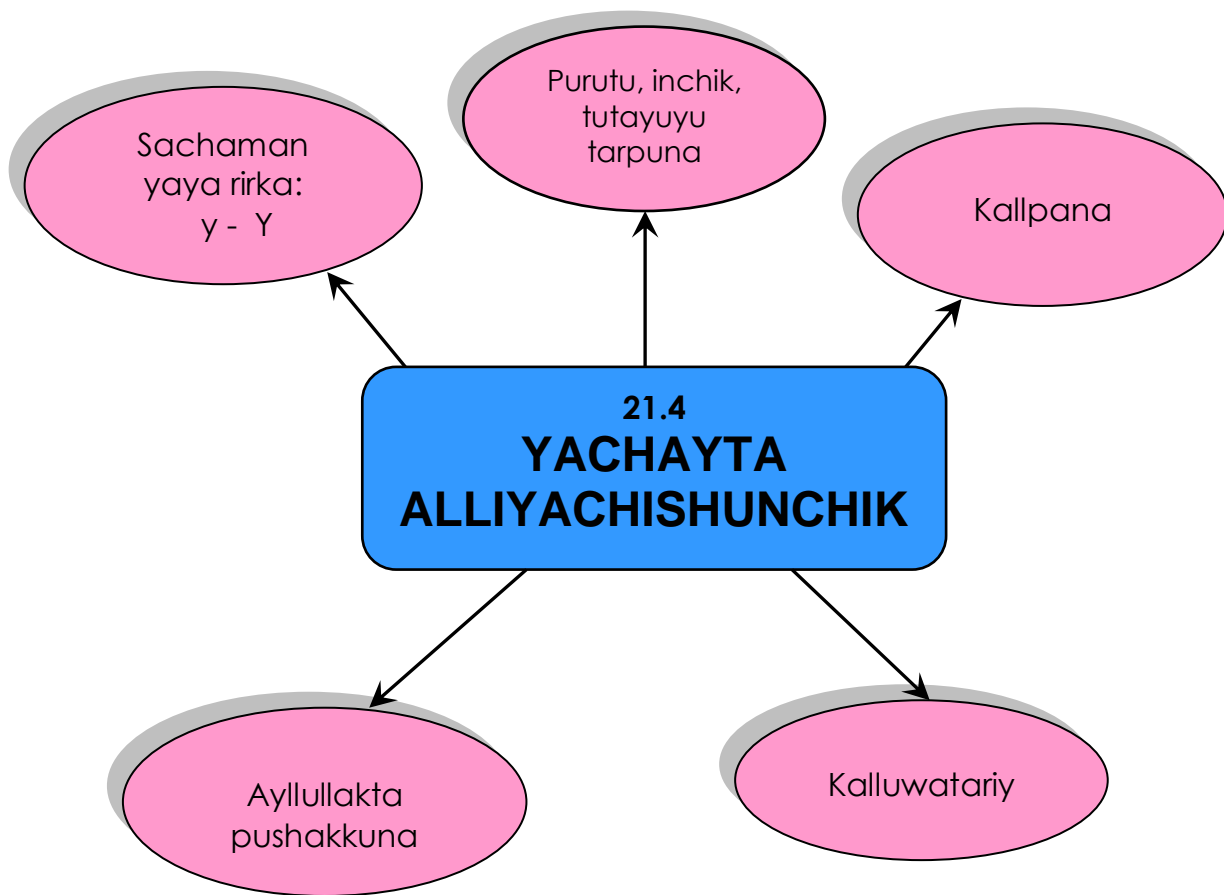 Purutu, inchik,
tutayuyu
tarpuna
Sachaman
yaya rirka:
y - Y
Kallpana
21.4
YACHAYTA
ALLIYACHISHUNCHIK
Ayllullakta
pushakkuna
Kalluwatariy